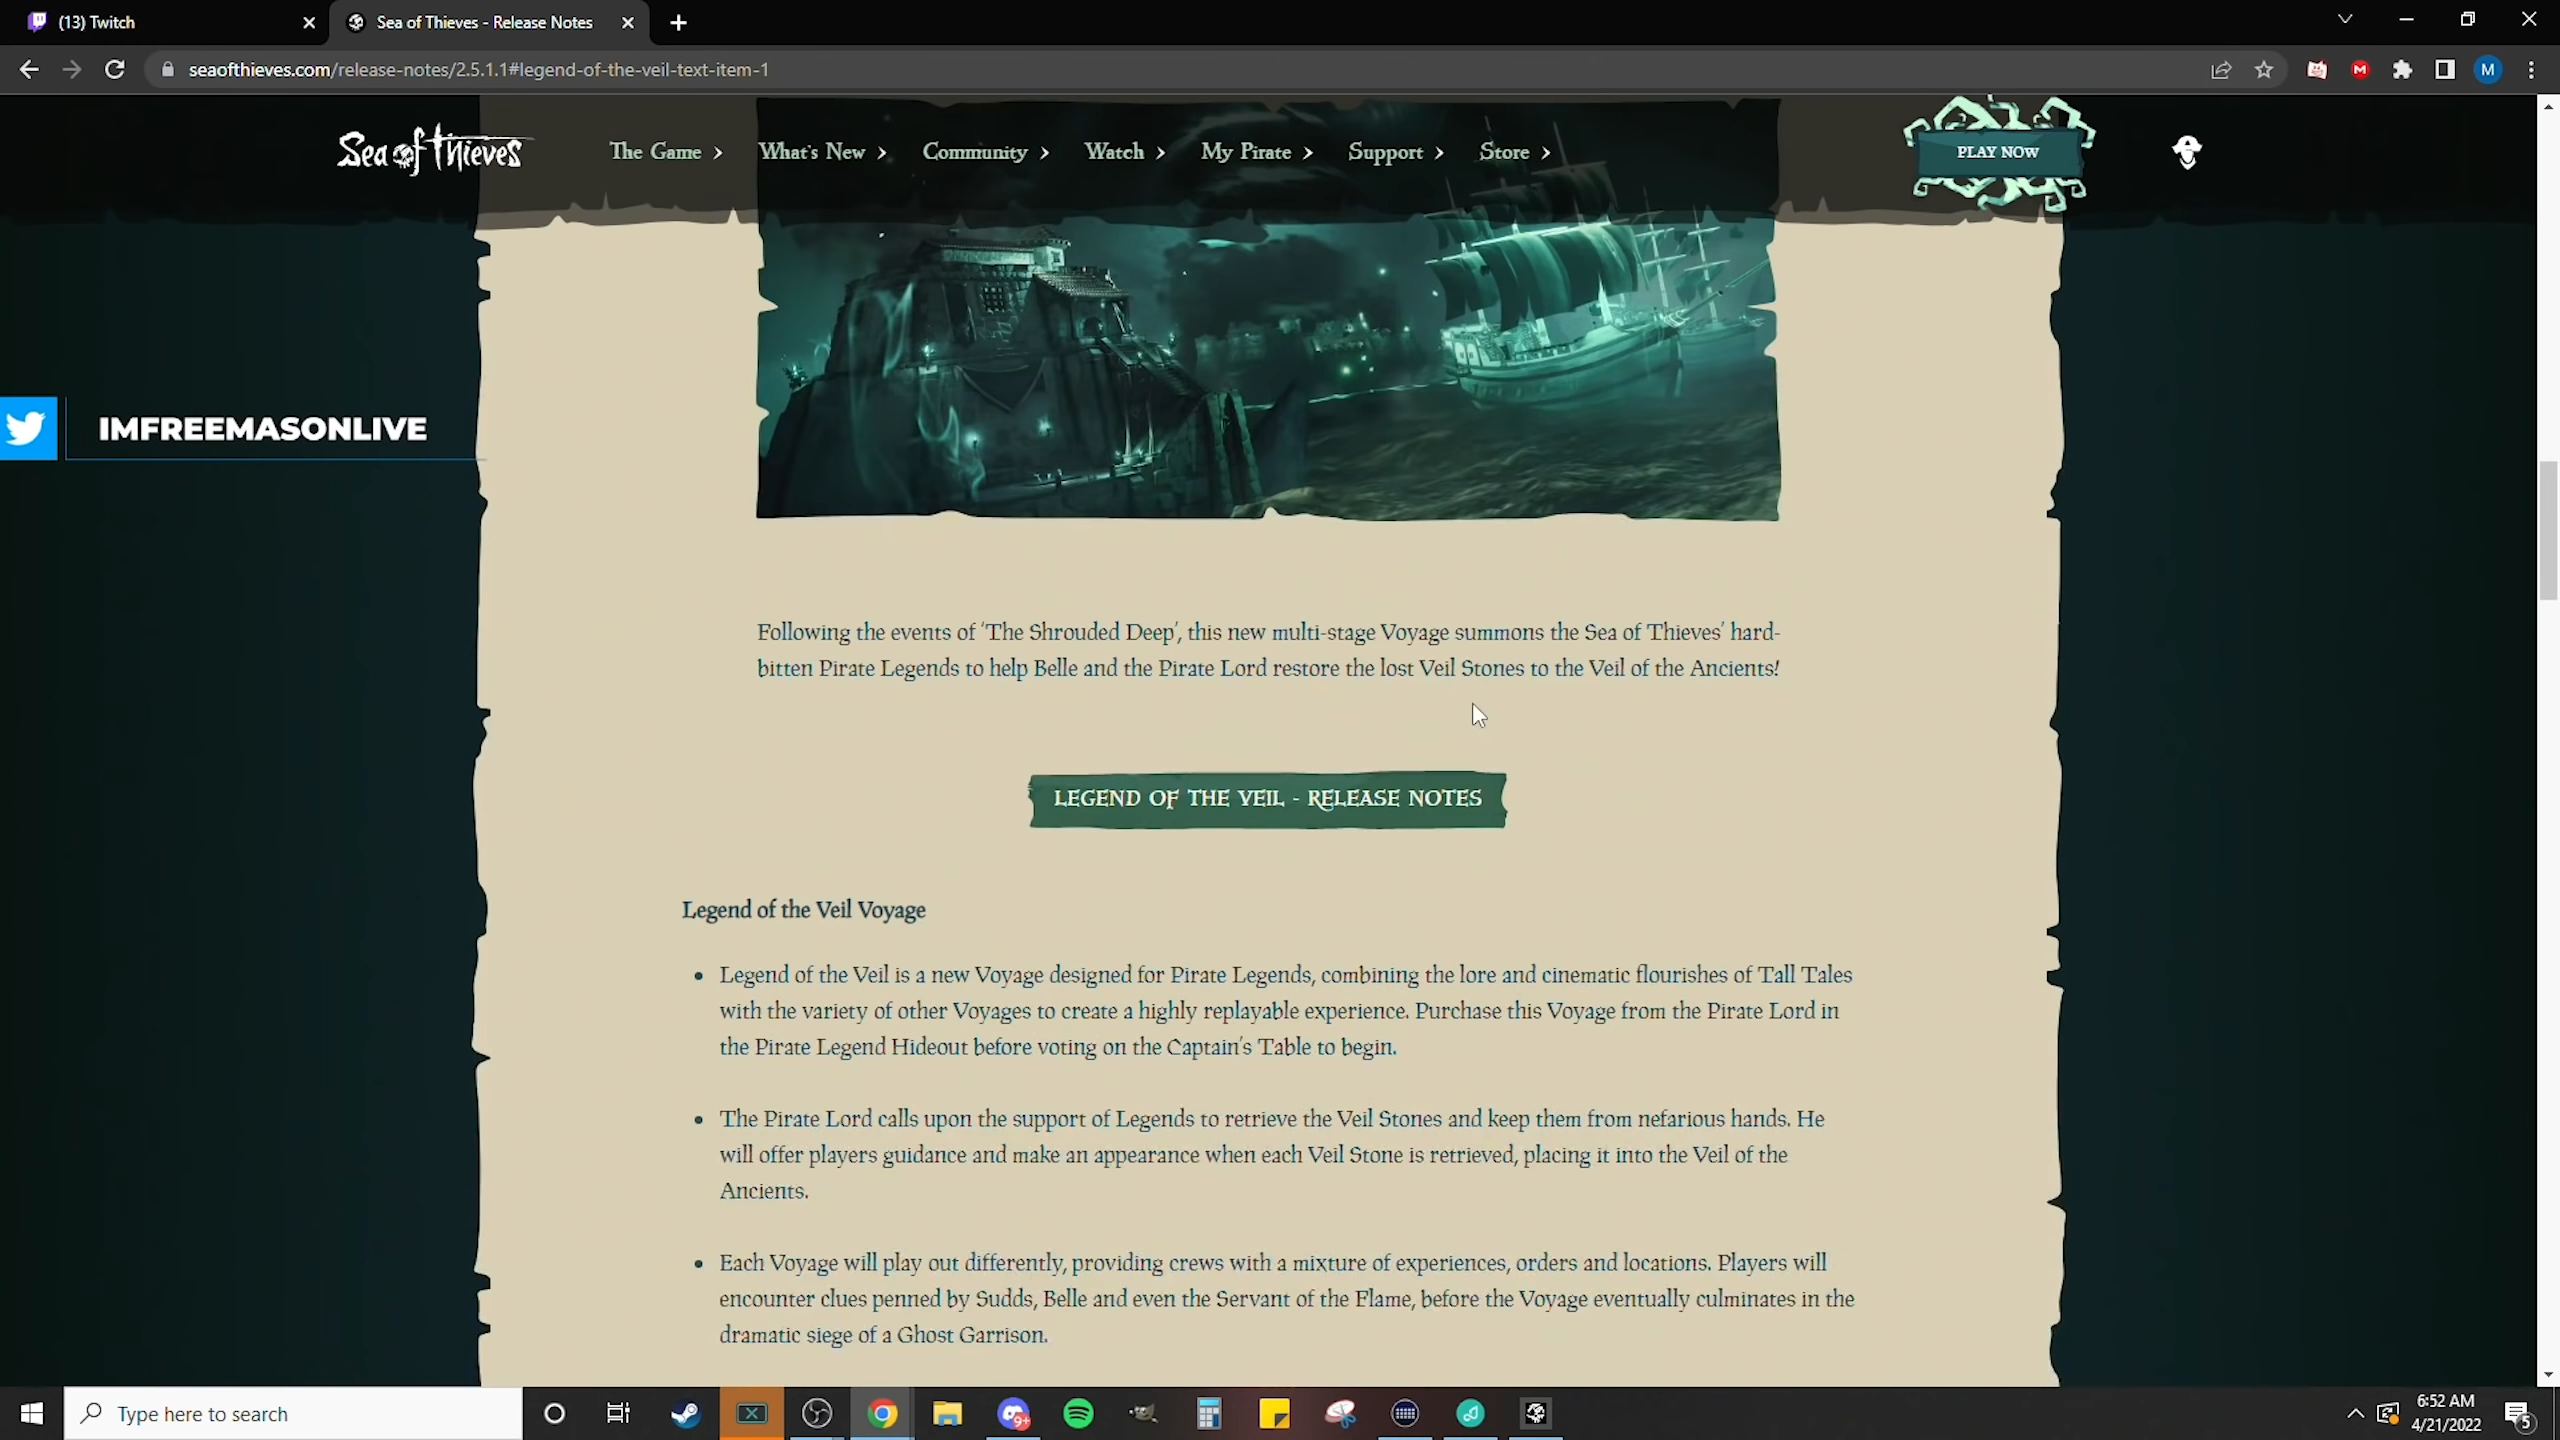 (13) Twitch
Sea of Thieves - Release Notes
seaofthieves.com/release-notes/2.5.1.1#legend-of-the-veil-text-item-1
M
M
Sea of Thieves
The Game
What's New
Community
Watch
My Pirate
Support
Store
PLAY NOW
IMFREEMASONLIVE
Following the events of 'The Shrouded Deep', this new multi-stage Voyage summons the Sea of Thieves' hard-
bitten Pirate Legends to help Belle and the Pirate Lord restore the lost Veil Stones to the Veil of the Ancients!
LEGEND OF THE VEIL - RELEASE NOTES
Legend of the Veil Voyage
• Legend of the Veil is a new Voyage designed for Pirate Legends, combining the lore and cinematic flourishes of Tall Tales
with the variety of other Voyages to create a highly replayable experience. Purchase this Voyage from the Pirate Lord in
the Pirate Legend Hideout before voting on the Captain's Table to begin.
• The Pirate Lord calls upon the support of Legends to retrieve the Veil Stones and keep them from nefarious hands. He
will offer players guidance and make an appearance when each Veil Stone is retrieved, placing it into the Veil of the
Ancients.
• Each Voyage will play out differently, providing crews with a mixture of experiences, orders and locations. Players will
encounter clues penned by Sudds, Belle and even the Servant of the Flame, before the Voyage eventually culminates in the
dramatic siege of a Ghost Garrison.
Type here to search
9+
6:52 AM
4/21/2022
5